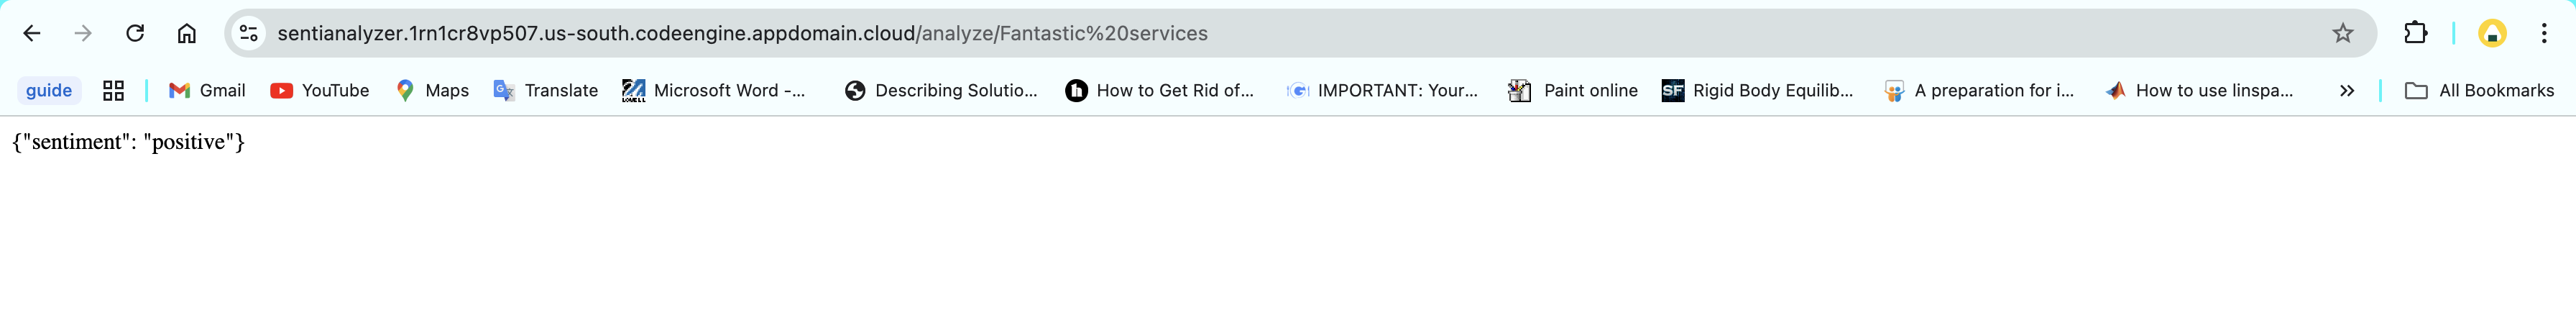 sentianalyzer.1rn1cr8vp507.us-south.codeengine.appdomain.cloud/analyze/Fantastic%20services
guide Gmail YouTube Maps Translate Microsoft Word -... Describing Solutio... How to Get Rid of... IMPORTANT: Your... Paint online Rigid Body Equilib... A preparation for i... How to use linspa... » All Bookmarks
{"sentiment": "positive"}